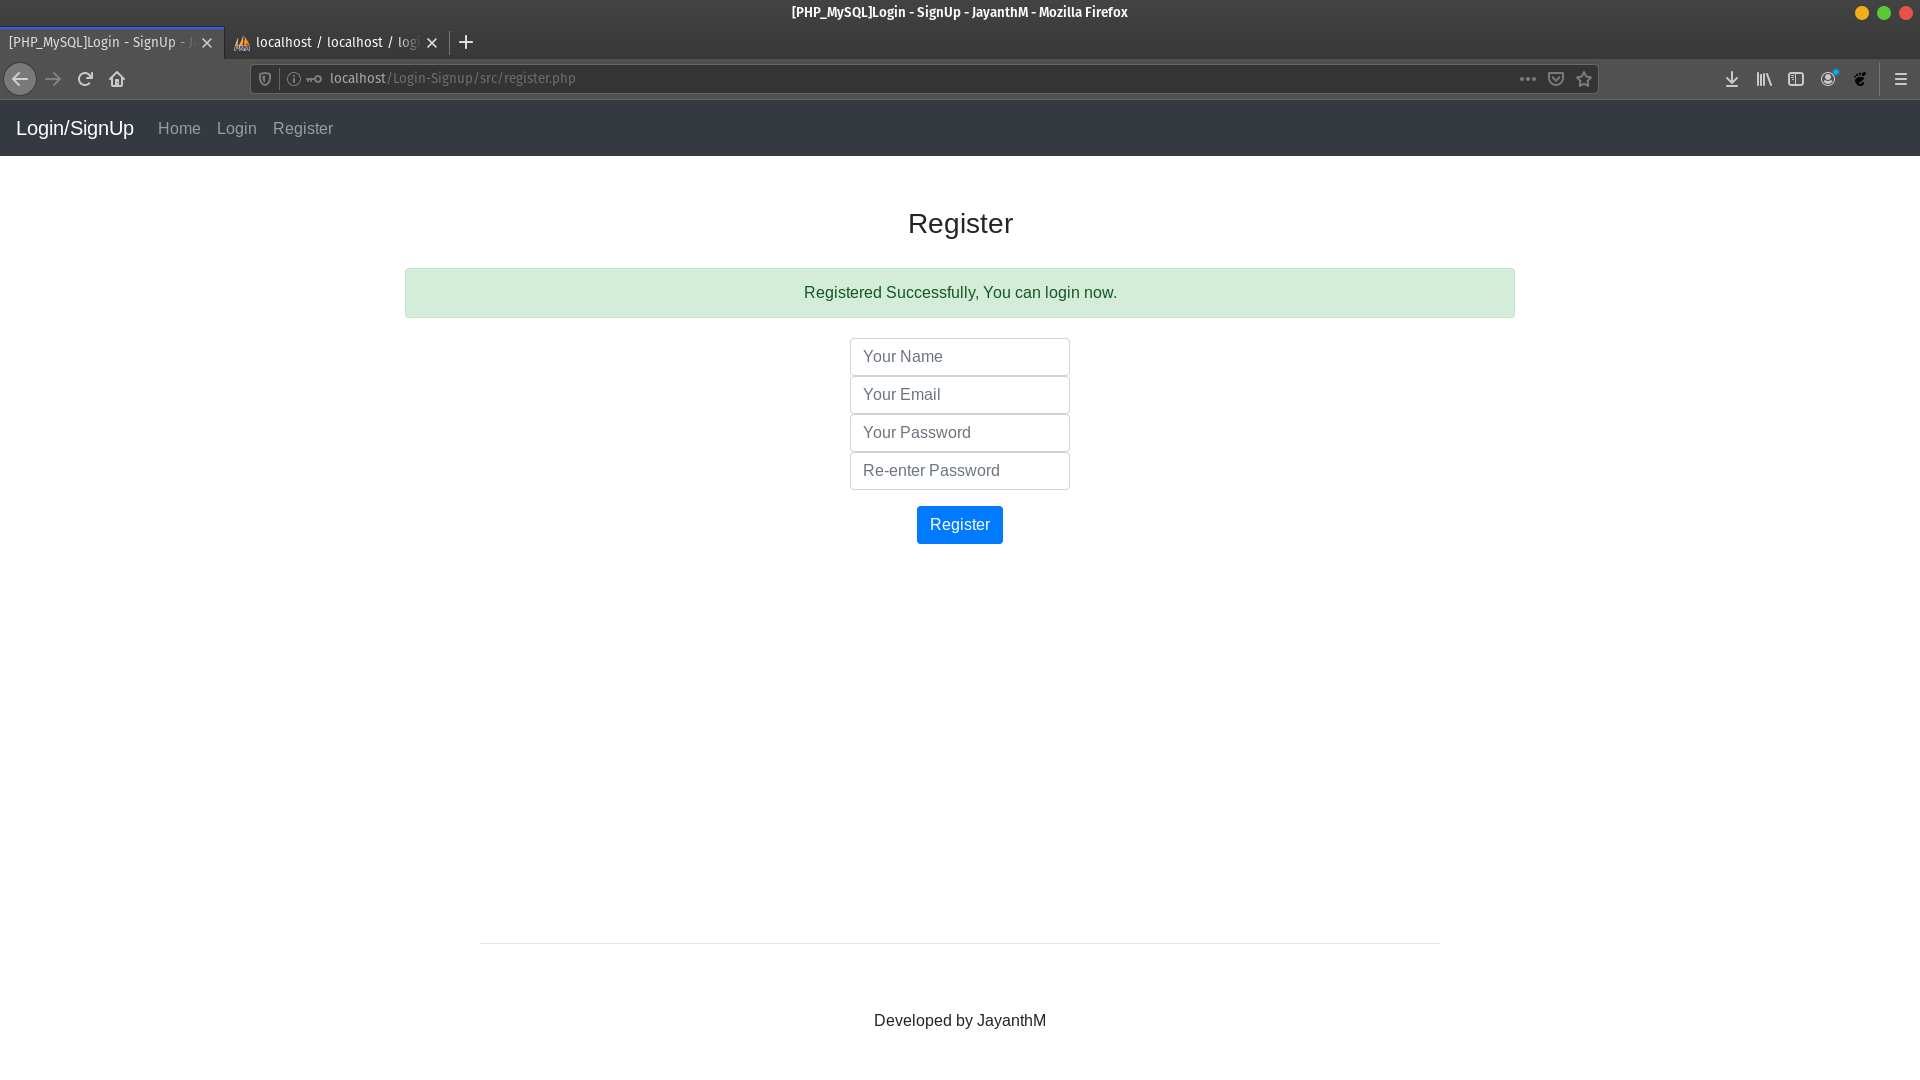 [PHP_MySQL]Login - SignUp - JayanthM - Mozilla Firefox
[PHP_MySQL]Login - SignUp - J
localhost / localhost / log
localhost/Login-Signup/src/register.php
Login/SignUp Home Login Register
Register
Registered Successfully, You can login now.
Your Name
Your Email
Your Password
Re-enter Password
Register
Developed by JayanthM